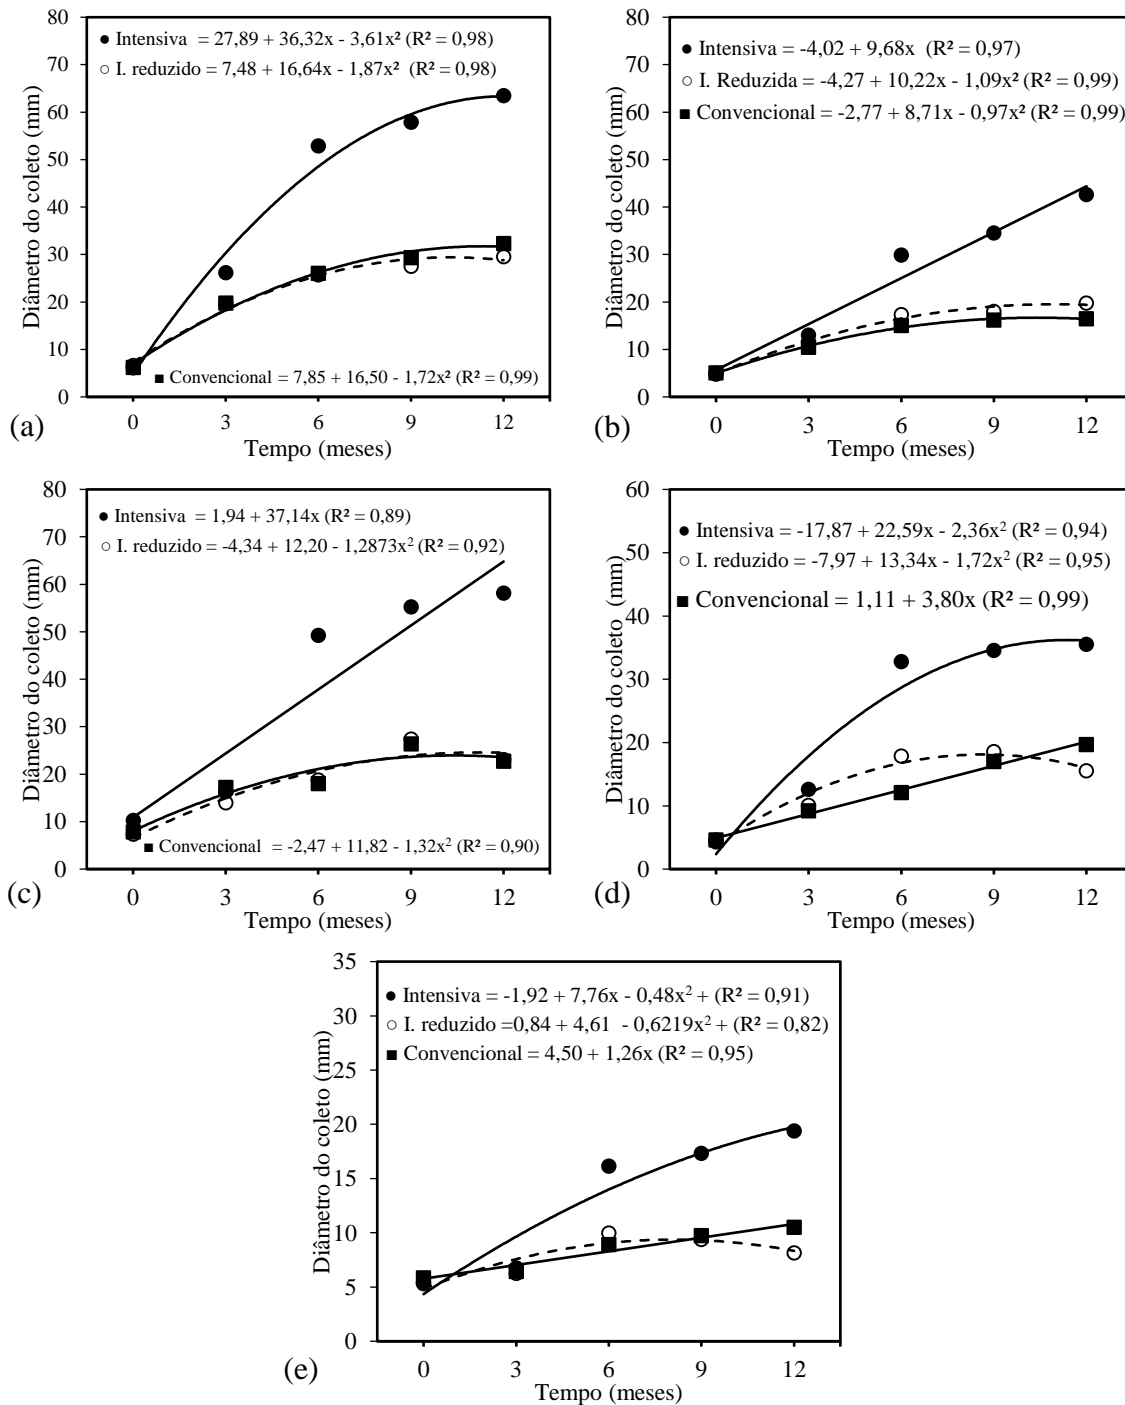 80
70
60
50
40
30
20
10
0
Diâmetro do coleto (mm)
● Intensiva = 27,89 + 36,32x - 3,61x² (R² = 0,98)
○ I. reduzido = 7,48 + 16,64x - 1,87x² (R² = 0,98)
■ Convencional = 7,85 + 16,50 - 1,72x² (R² = 0,99)
0 3 6 9 12
(a)
Tempo (meses)
80
70
60
50
40
30
20
10
0
Diâmetro do coleto (mm)
● Intensiva = -4,02 + 9,68x (R² = 0,97)
○ I. Reduzida = -4,27 + 10,22x - 1,09x² (R² = 0,99)
■ Convencional = -2,77 + 8,71x - 0,97x² (R² = 0,99)
0 3 6 9 12
(b)
Tempo (meses)
80
70
60
50
40
30
20
10
0
Diâmetro do coleto (mm)
● Intensiva = 1,94 + 37,14x (R² = 0,89)
○ I. reduzido = -4,34 + 12,20 - 1,2873x² (R² = 0,92)
■ Convencional = -2,47 + 11,82 - 1,32x² (R² = 0,90)
0 3 6 9 12
(c)
Tempo (meses)
60
50
40
30
20
10
0
Diâmetro do coleto (mm)
● Intensiva = -17,87 + 22,59x - 2,36x² (R² = 0,94)
○ I. reduzido = -7,97 + 13,34x - 1,72x² (R² = 0,95)
■ Convencional = 1,11 + 3,80x (R² = 0,99)
0 3 6 9 12
(d)
Tempo (meses)
35
30
25
20
15
10
5
0
Diâmetro do coleto (mm)
● Intensiva = -1,92 + 7,76x - 0,48x² + (R² = 0,91)
○ I. reduzido =0,84 + 4,61 - 0,6219x² + (R² = 0,82)
■ Convencional = 4,50 + 1,26x (R² = 0,95)
0 3 6 9 12
(e)
Tempo (meses)